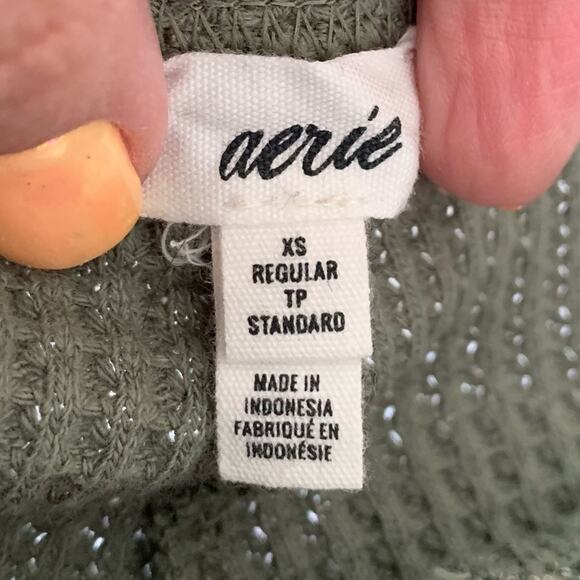 aerie
XS
REGULAR
TP
STANDARD
MADE IN
INDONESIA
FABRIQUÉ EN
INDONÉSIE